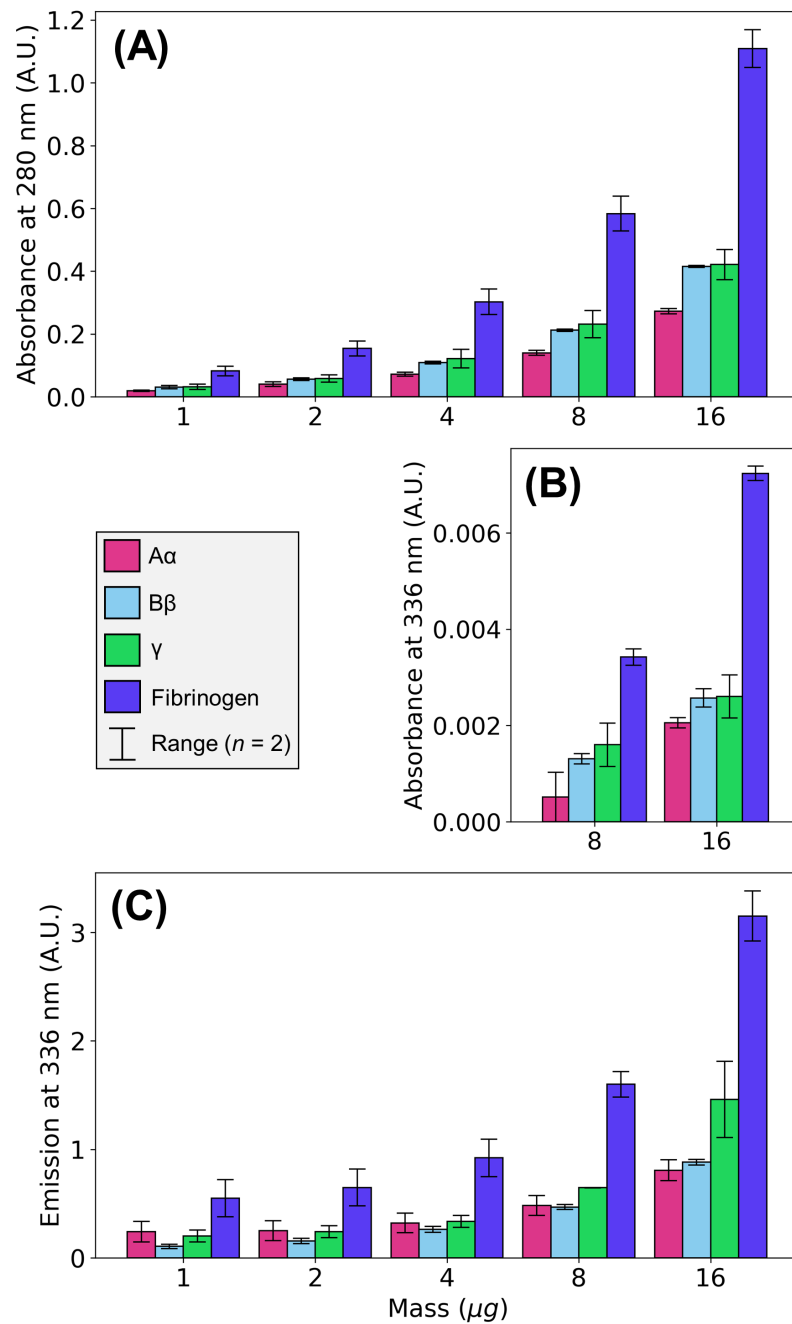 (A)
Absorbance at 280 nm (A.U.)
1.2
1.0
0.8
0.6
0.4
0.2
0.0
1 2 4 8 16
(B)
Absorbance at 336 nm (A.U.)
0.006
0.004
0.002
0.000
8 16
Aα
Bβ
γ
Fibrinogen
Range (n = 2)
(C)
Emission at 336 nm (A.U.)
3
2
1
0
1 2 4 8 16
Mass (μg)